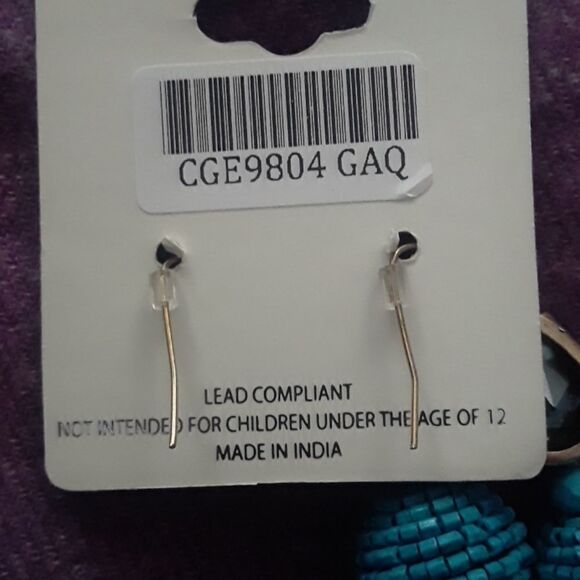 CGE9804 GAQ
LEAD COMPLIANT
NOT INTENDED FOR CHILDREN UNDER THE AGE OF 12
MADE IN INDIA